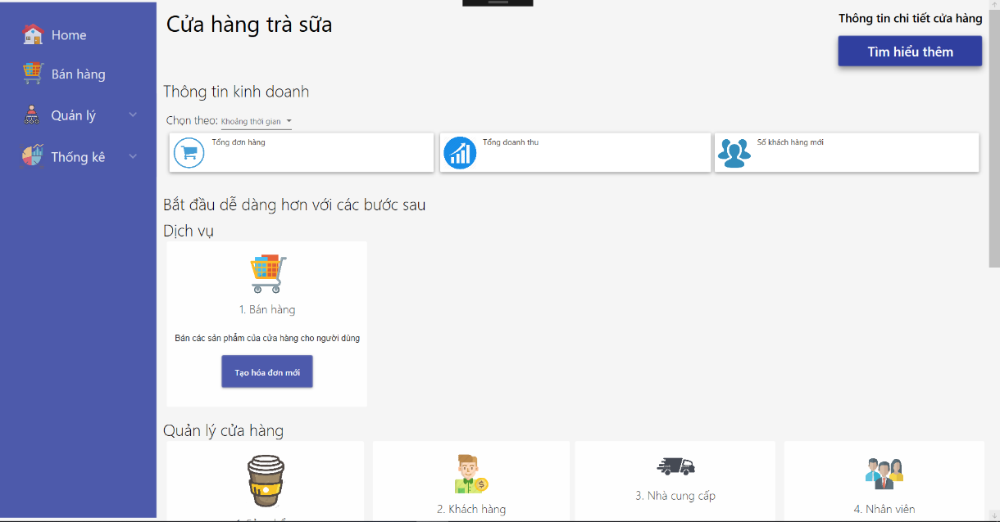 Home
Bán hàng
Quản lý
Thống kê
Cửa hàng trà sữa
Thông tin chi tiết cửa hàng
Tìm hiểu thêm
Thông tin kinh doanh
Chọn theo: Khoảng thời gian
Tổng đơn hàng
Tổng doanh thu
Số khách hàng mới
Bắt đầu dễ dàng hơn với các bước sau
Dịch vụ
1. Bán hàng
Bán các sản phẩm của cửa hàng cho người dùng
Tạo hóa đơn mới
Quản lý cửa hàng
2. Khách hàng
3. Nhà cung cấp
4. Nhân viên